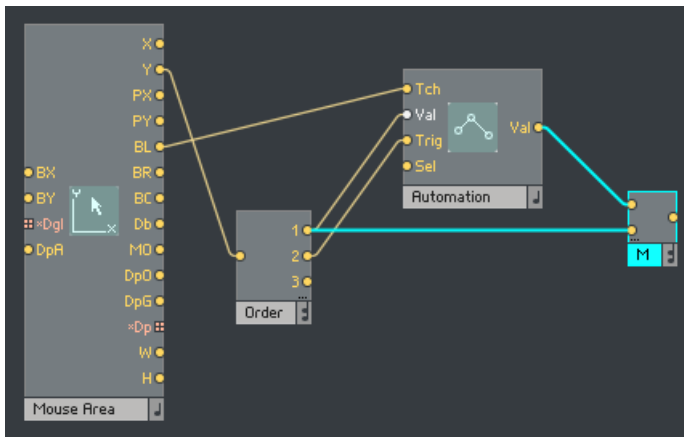 X
Y
PX
PY
BL
BR
BC
Db
MO
DpO
DpG
×Dp
W
H
BX
BY
×Dgl
DpA
Y
X
Mouse Area
1
2
3
...
Order
Tch
Val
Trig
Sel
Val
Automation
...
M